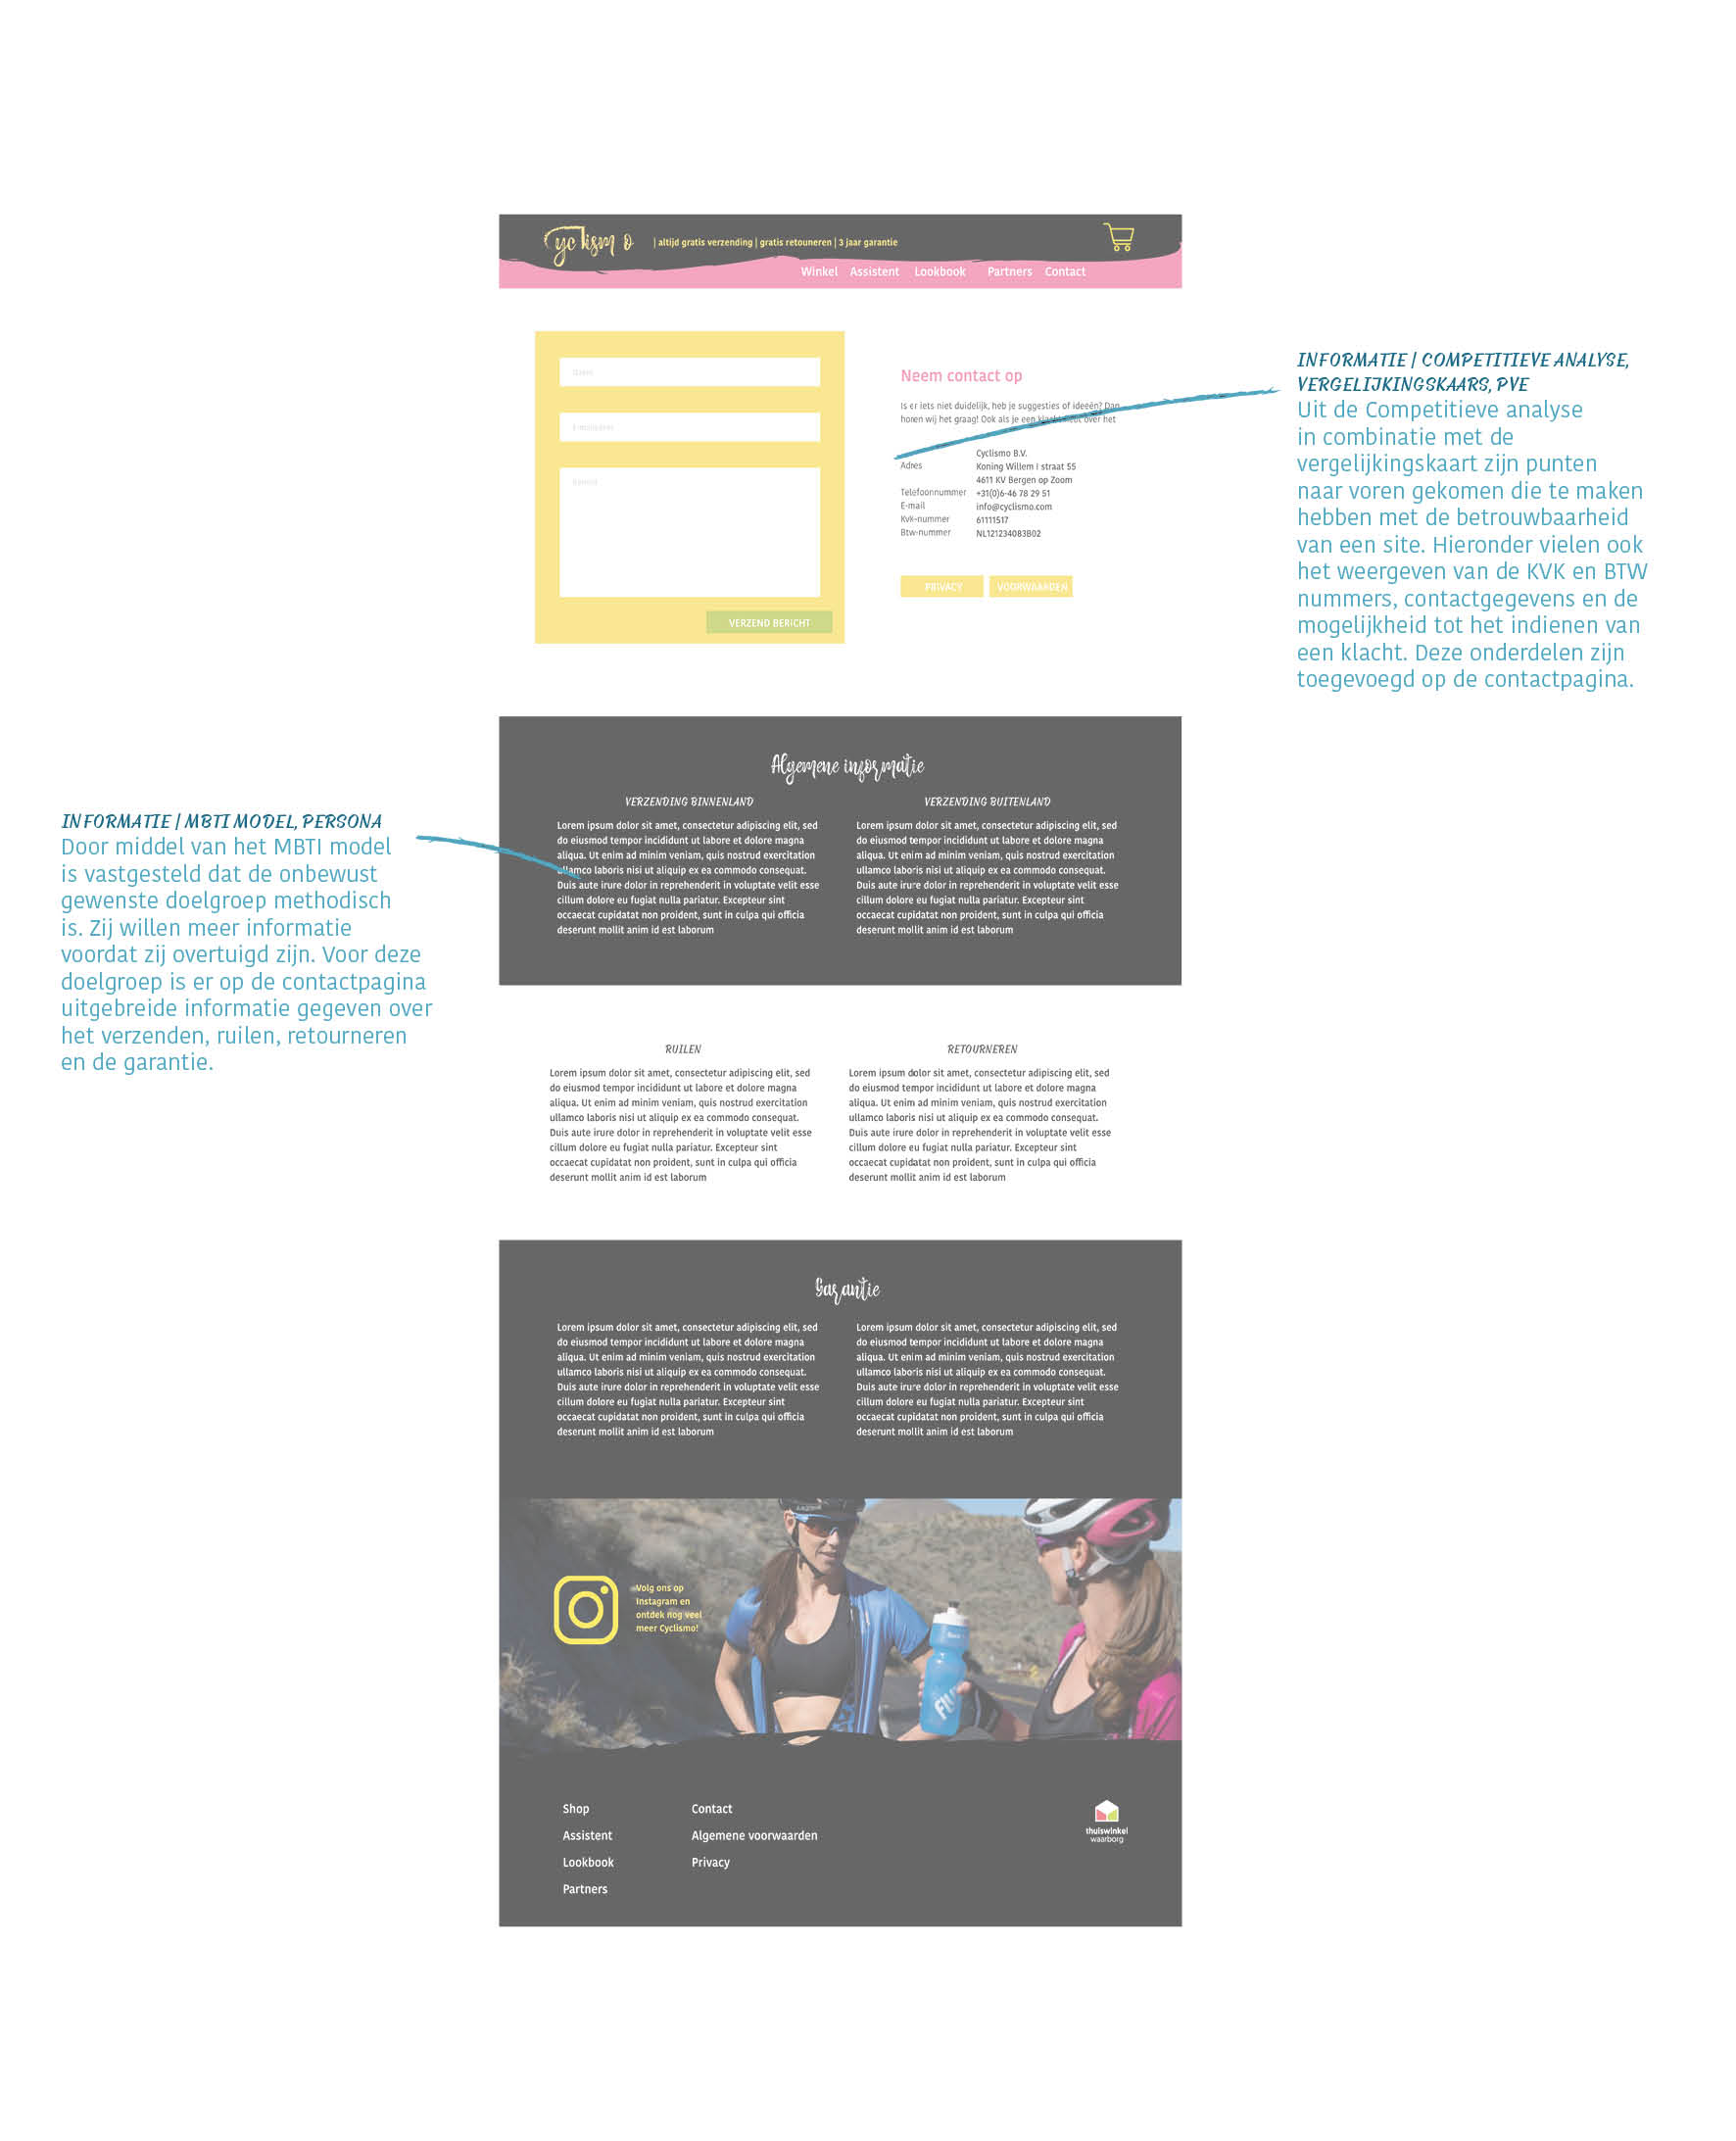 Cyclismo
| altijd gratis verzending | gratis retouneren | 3 jaar garantie
Winkel Assistent Lookbook Partners Contact
Neem contact op
Is er iets niet duidelijk, heb je suggesties of ideeën? Dan
horen wij het graag! Ook als je een klacht hebt over het
Cyclismo B.V.
Adres Koning Willem I straat 55
4611 KV Bergen op Zoom
Telefoonnummer +31(0)6-46 78 29 51
E-mail info@cyclismo.com
Kvk-nummer 61111517
Btw-nummer NL121234083B02
PRIVACY VOORWAARDEN
VERZEND BERICHT
INFORMATIE / COMPETITIEVE ANALYSE,
VERGELIJKINGSKAARS, PVE
Uit de Competitieve analyse
in combinatie met de
vergelijkingskaart zijn punten
naar voren gekomen die te maken
hebben met de betrouwbaarheid
van een site. Hieronder vielen ook
het weergeven van de KVK en BTW
nummers, contactgegevens en de
mogelijkheid tot het indienen van
een klacht. Deze onderdelen zijn
toegevoegd op de contactpagina.
INFORMATIE / MBTI MODEL, PERSONA
Door middel van het MBTI model
is vastgesteld dat de onbewust
gewenste doelgroep methodisch
is. Zij willen meer informatie
voordat zij overtuigd zijn. Voor deze
doelgroep is er op de contactpagina
uitgebreide informatie gegeven over
het verzenden, ruilen, retourneren
en de garantie.
Algemene informatie
VERZENDING BINNENLAND
Lorem ipsum dolor sit amet, consectetur adipiscing elit, sed
do eiusmod tempor incididunt ut labore et dolore magna
aliqua. Ut enim ad minim veniam, quis nostrud exercitation
ullamco laboris nisi ut aliquip ex ea commodo consequat.
Duis aute irure dolor in reprehenderit in voluptate velit esse
cillum dolore eu fugiat nulla pariatur. Excepteur sint
occaecat cupidatat non proident, sunt in culpa qui officia
deserunt mollit anim id est laborum
VERZENDING BUITENLAND
Lorem ipsum dolor sit amet, consectetur adipiscing elit, sed
do eiusmod tempor incididunt ut labore et dolore magna
aliqua. Ut enim ad minim veniam, quis nostrud exercitation
ullamco laboris nisi ut aliquip ex ea commodo consequat.
Duis aute irure dolor in reprehenderit in voluptate velit esse
cillum dolore eu fugiat nulla pariatur. Excepteur sint
occaecat cupidatat non proident, sunt in culpa qui officia
deserunt mollit anim id est laborum
RUILEN
Lorem ipsum dolor sit amet, consectetur adipiscing elit, sed
do eiusmod tempor incididunt ut labore et dolore magna
aliqua. Ut enim ad minim veniam, quis nostrud exercitation
ullamco laboris nisi ut aliquip ex ea commodo consequat.
Duis aute irure dolor in reprehenderit in voluptate velit esse
cillum dolore eu fugiat nulla pariatur. Excepteur sint
occaecat cupidatat non proident, sunt in culpa qui officia
deserunt mollit anim id est laborum
RETOURNEREN
Lorem ipsum dolor sit amet, consectetur adipiscing elit, sed
do eiusmod tempor incididunt ut labore et dolore magna
aliqua. Ut enim ad minim veniam, quis nostrud exercitation
ullamco laboris nisi ut aliquip ex ea commodo consequat.
Duis aute irure dolor in reprehenderit in voluptate velit esse
cillum dolore eu fugiat nulla pariatur. Excepteur sint
occaecat cupidatat non proident, sunt in culpa qui officia
deserunt mollit anim id est laborum
Garantie
Lorem ipsum dolor sit amet, consectetur adipiscing elit, sed
do eiusmod tempor incididunt ut labore et dolore magna
aliqua. Ut enim ad minim veniam, quis nostrud exercitation
ullamco laboris nisi ut aliquip ex ea commodo consequat.
Duis aute irure dolor in reprehenderit in voluptate velit esse
cillum dolore eu fugiat nulla pariatur. Excepteur sint
occaecat cupidatat non proident, sunt in culpa qui officia
deserunt mollit anim id est laborum
Lorem ipsum dolor sit amet, consectetur adipiscing elit, sed
do eiusmod tempor incididunt ut labore et dolore magna
aliqua. Ut enim ad minim veniam, quis nostrud exercitation
ullamco laboris nisi ut aliquip ex ea commodo consequat.
Duis aute irure dolor in reprehenderit in voluptate velit esse
cillum dolore eu fugiat nulla pariatur. Excepteur sint
occaecat cupidatat non proident, sunt in culpa qui officia
deserunt mollit anim id est laborum
Volg ons op
Instagram en
ontdek nog veel
meer Cyclismo!
Shop
Assistent
Lookbook
Partners
Contact
Algemene voorwaarden
Privacy
thuiswinkel
waarborg